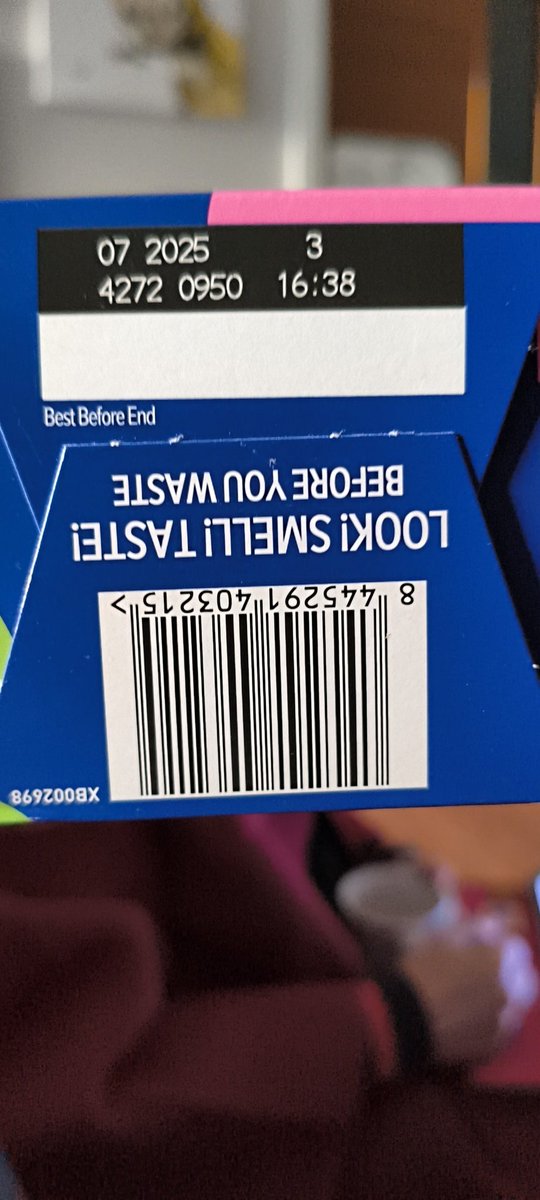 07 2025 3
4272 0950 16:38
Best Before End
LOOK! SMELL! TASTE!
BEFORE YOU WASTE
8 445291 403215 >
XB002698